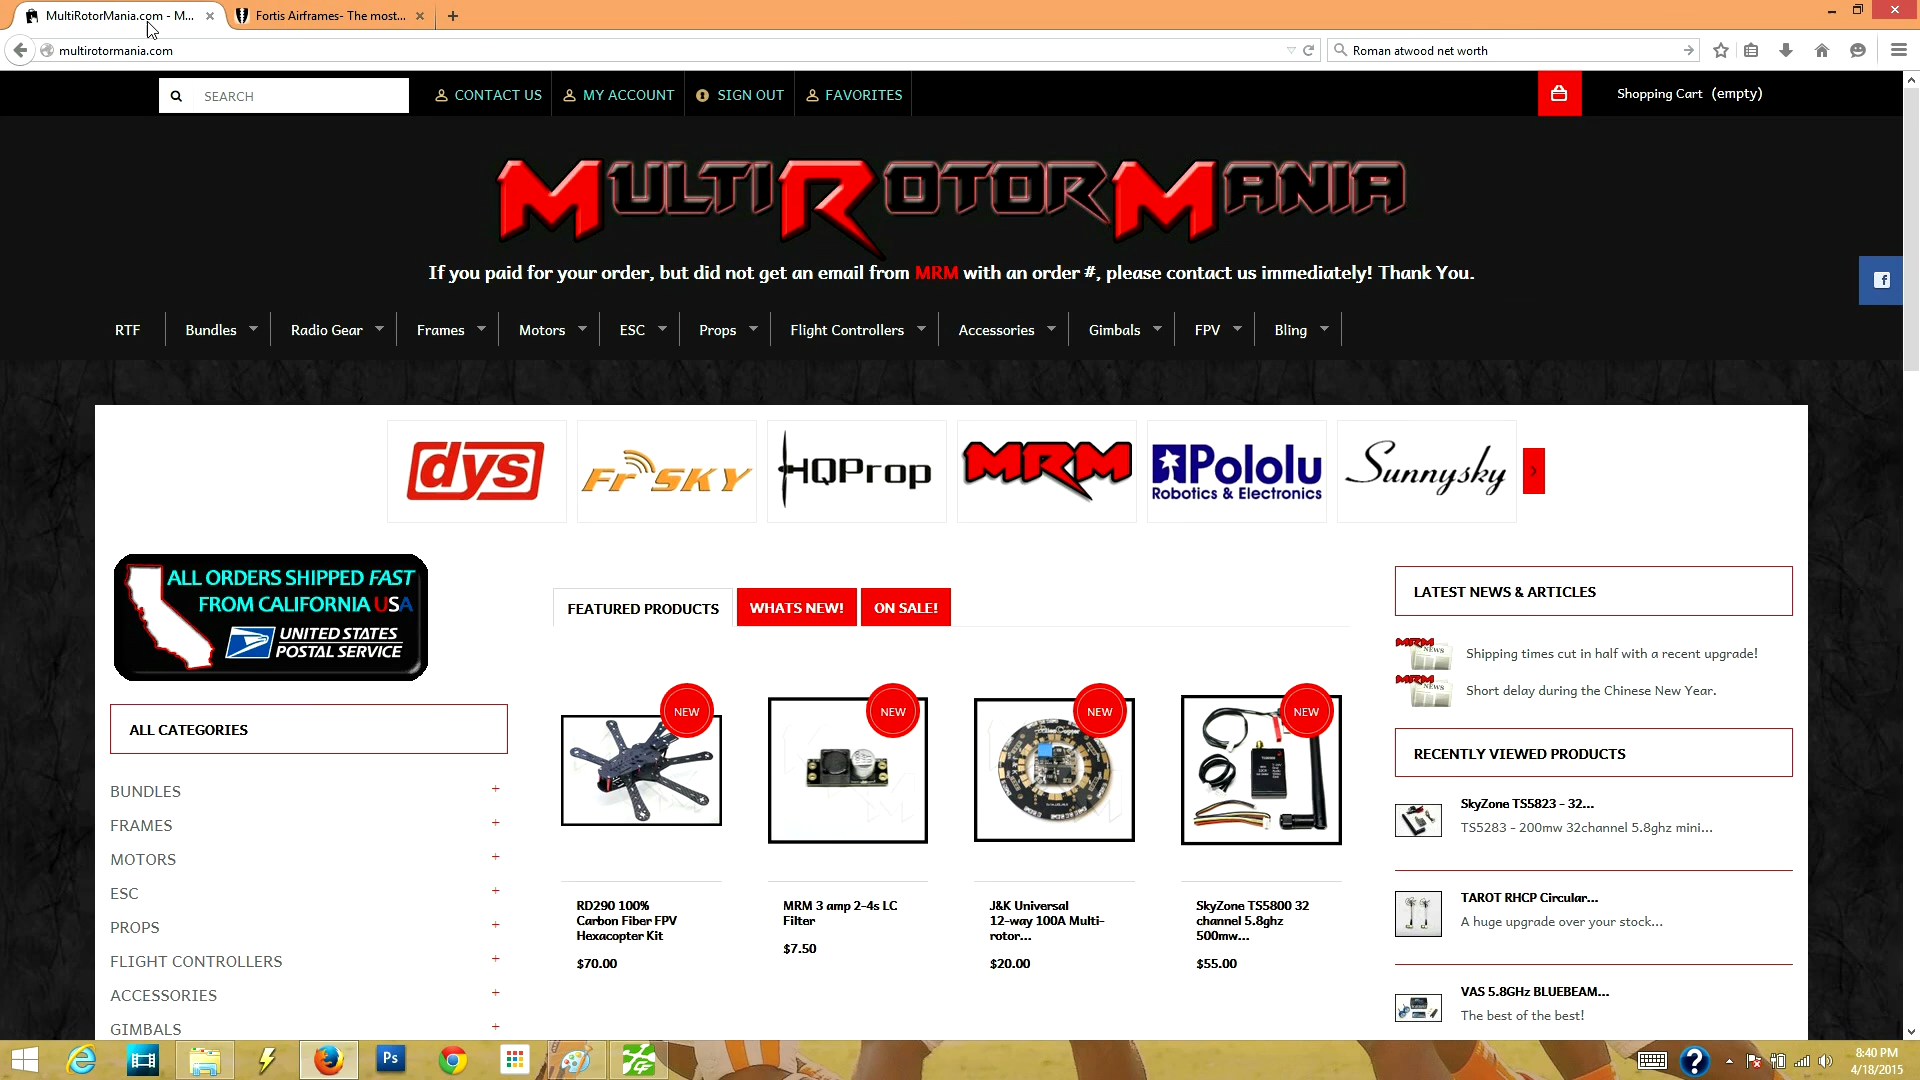 MultiRotorMania.com - M...
Fortis Airframes- The most...
multirotormania.com
Roman atwood net worth
SEARCH
CONTACT US
MY ACCOUNT
SIGN OUT
FAVORITES
Shopping Cart (empty)
MULTIROTORMANIA
If you paid for your order, but did not get an email from MRM with an order #, please contact us immediately! Thank You.
RTF
Bundles
Radio Gear
Frames
Motors
ESC
Props
Flight Controllers
Accessories
Gimbals
FPV
Bling
dys
FrSKY
HQProp
MRM
Pololu
Robotics & Electronics
Sunnysky
ALL ORDERS SHIPPED FAST
FROM CALIFORNIA USA
UNITED STATES
POSTAL SERVICE
ALL CATEGORIES
BUNDLES
FRAMES
MOTORS
ESC
PROPS
FLIGHT CONTROLLERS
ACCESSORIES
GIMBALS
FEATURED PRODUCTS
WHATS NEW!
ON SALE!
NEW
NEW
NEW
NEW
RD290 100%
Carbon Fiber FPV
Hexacopter Kit
$70.00
MRM 3 amp 2-4s LC
Filter
$7.50
J&K Universal
12-way 100A Multi-
rotor...
$20.00
SkyZone TS5800 32
channel 5.8ghz
500mw...
$55.00
LATEST NEWS & ARTICLES
MRM
NEWS
Shipping times cut in half with a recent upgrade!
MRM
NEWS
Short delay during the Chinese New Year.
RECENTLY VIEWED PRODUCTS
SkyZone TS5823 - 32...
TS5283 - 200mw 32channel 5.8ghz mini...
TAROT RHCP Circular...
A huge upgrade over your stock...
VAS 5.8GHz BLUEBEAM...
The best of the best!
Ps
8:40 PM
4/18/2015